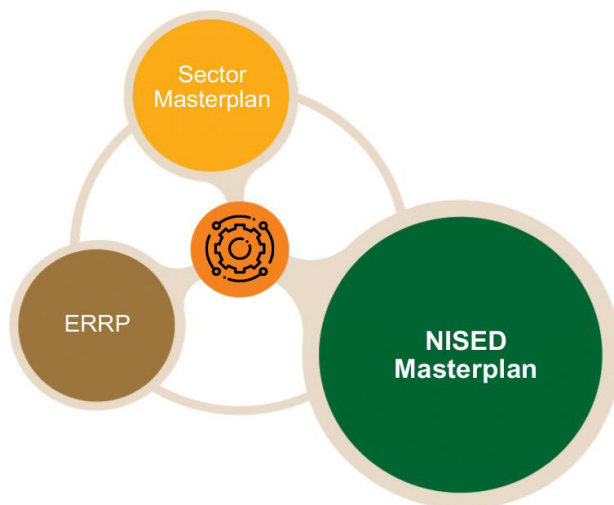 Sector
Masterplan
ERRP
NISED
Masterplan